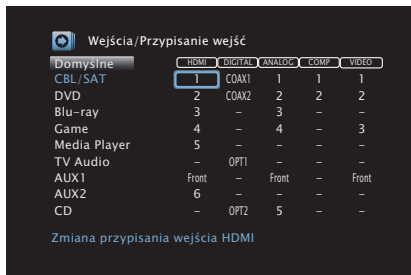 Wejścia/Przypisanie wejść
Domyślne HDMI DIGITAL ANALOG COMP VIDEO
CBL/SAT 1 COAX1 1 1 1
DVD 2 COAX2 2 2 2
Blu-ray 3 – 3 – –
Game 4 – 4 – 3
Media Player 5 – – – –
TV Audio – OPT1 – – –
AUX1 Front – Front – Front
AUX2 6 – – – –
CD – OPT2 5 – –
Zmiana przypisania wejścia HDMI